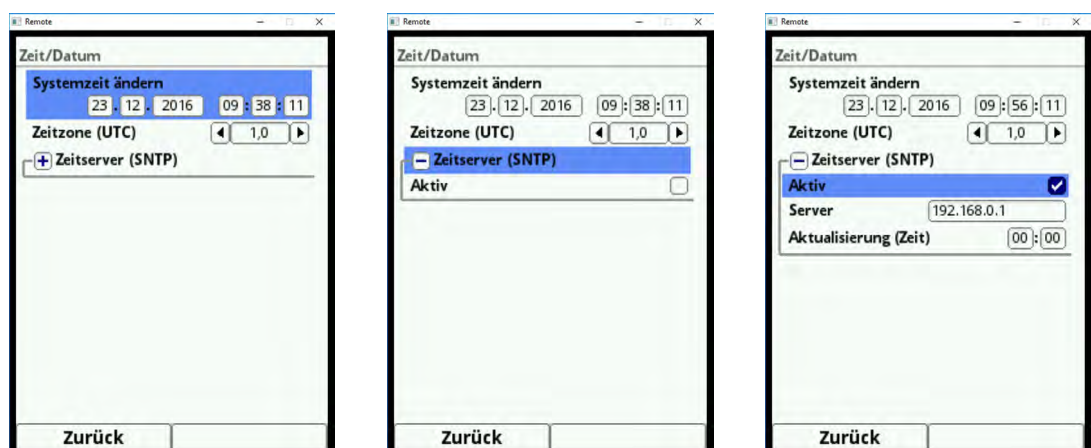 Remote
Zeit/Datum
Systemzeit ändern
23. 12. 2016 09:38:11
Zeitzone (UTC) 1,0
Zeitserver (SNTP)
Zurück
Remote
Zeit/Datum
Systemzeit ändern
23. 12. 2016 09:38:11
Zeitzone (UTC) 1,0
Zeitserver (SNTP)
Aktiv
Zurück
Remote
Zeit/Datum
Systemzeit ändern
23. 12. 2016 09:56:11
Zeitzone (UTC) 1,0
Zeitserver (SNTP)
Aktiv
Server 192.168.0.1
Aktualisierung (Zeit) 00:00
Zurück